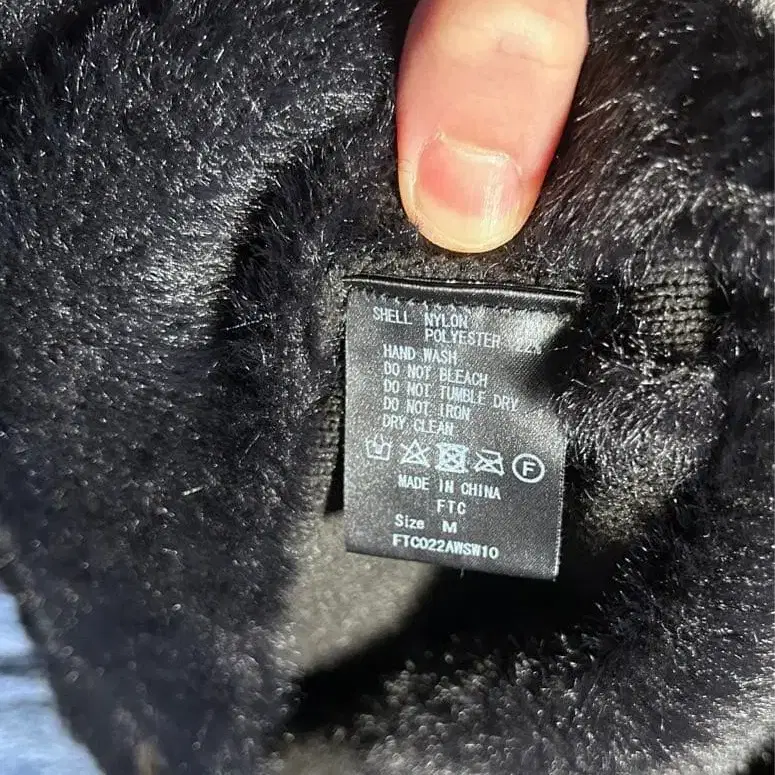 SHELL NYLON
POLYESTER
HAND WASH
DO NOT BLEACH
DO NOT TUMBLE DRY
DO NOT IRON
DRY CLEAN
F
MADE IN CHINA
FTC
Size M
FTC022AWSW10